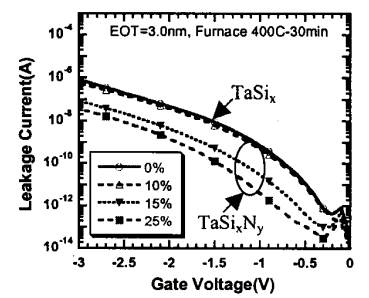 EOT=3.0nm, Furnace 400C-30min
Leakage Current(A)
10⁻⁴
10⁻⁶
10⁻⁸
10⁻¹⁰
10⁻¹²
10⁻¹⁴
TaSiₓ
0%
10%
15%
25%
TaSiₓNᵧ
-3 -2.5 -2 -1.5 -1 -0.5 0
Gate Voltage(V)